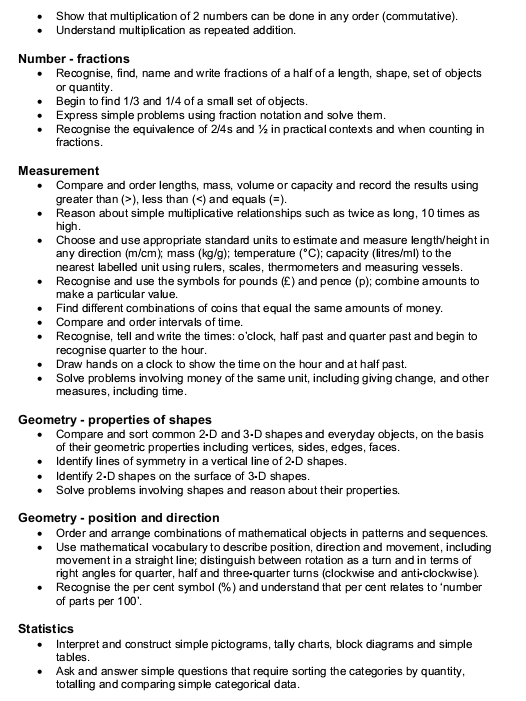 • Show that multiplication of 2 numbers can be done in any order (commutative).
• Understand multiplication as repeated addition.
Number - fractions
• Recognise, find, name and write fractions of a half of a length, shape, set of objects
or quantity.
• Begin to find 1/3 and 1/4 of a small set of objects.
• Express simple problems using fraction notation and solve them.
• Recognise the equivalence of 2/4s and ½ in practical contexts and when counting in
fractions.
Measurement
• Compare and order lengths, mass, volume or capacity and record the results using
greater than (>), less than (<) and equals (=).
• Reason about simple multiplicative relationships such as twice as long, 10 times as
high.
• Choose and use appropriate standard units to estimate and measure length/height in
any direction (m/cm); mass (kg/g); temperature (°C); capacity (litres/ml) to the
nearest labelled unit using rulers, scales, thermometers and measuring vessels.
• Recognise and use the symbols for pounds (£) and pence (p); combine amounts to
make a particular value.
• Find different combinations of coins that equal the same amounts of money.
• Compare and order intervals of time.
• Recognise, tell and write the times: o'clock, half past and quarter past and begin to
recognise quarter to the hour.
• Draw hands on a clock to show the time on the hour and at half past.
• Solve problems involving money of the same unit, including giving change, and other
measures, including time.
Geometry - properties of shapes
• Compare and sort common 2-D and 3-D shapes and everyday objects, on the basis
of their geometric properties including vertices, sides, edges, faces.
• Identify lines of symmetry in a vertical line of 2-D shapes.
• Identify 2-D shapes on the surface of 3-D shapes.
• Solve problems involving shapes and reason about their properties.
Geometry - position and direction
• Order and arrange combinations of mathematical objects in patterns and sequences.
• Use mathematical vocabulary to describe position, direction and movement, including
movement in a straight line; distinguish between rotation as a turn and in terms of
right angles for quarter, half and three-quarter turns (clockwise and anti-clockwise).
• Recognise the per cent symbol (%) and understand that per cent relates to 'number
of parts per 100'.
Statistics
• Interpret and construct simple pictograms, tally charts, block diagrams and simple
tables.
• Ask and answer simple questions that require sorting the categories by quantity,
totalling and comparing simple categorical data.